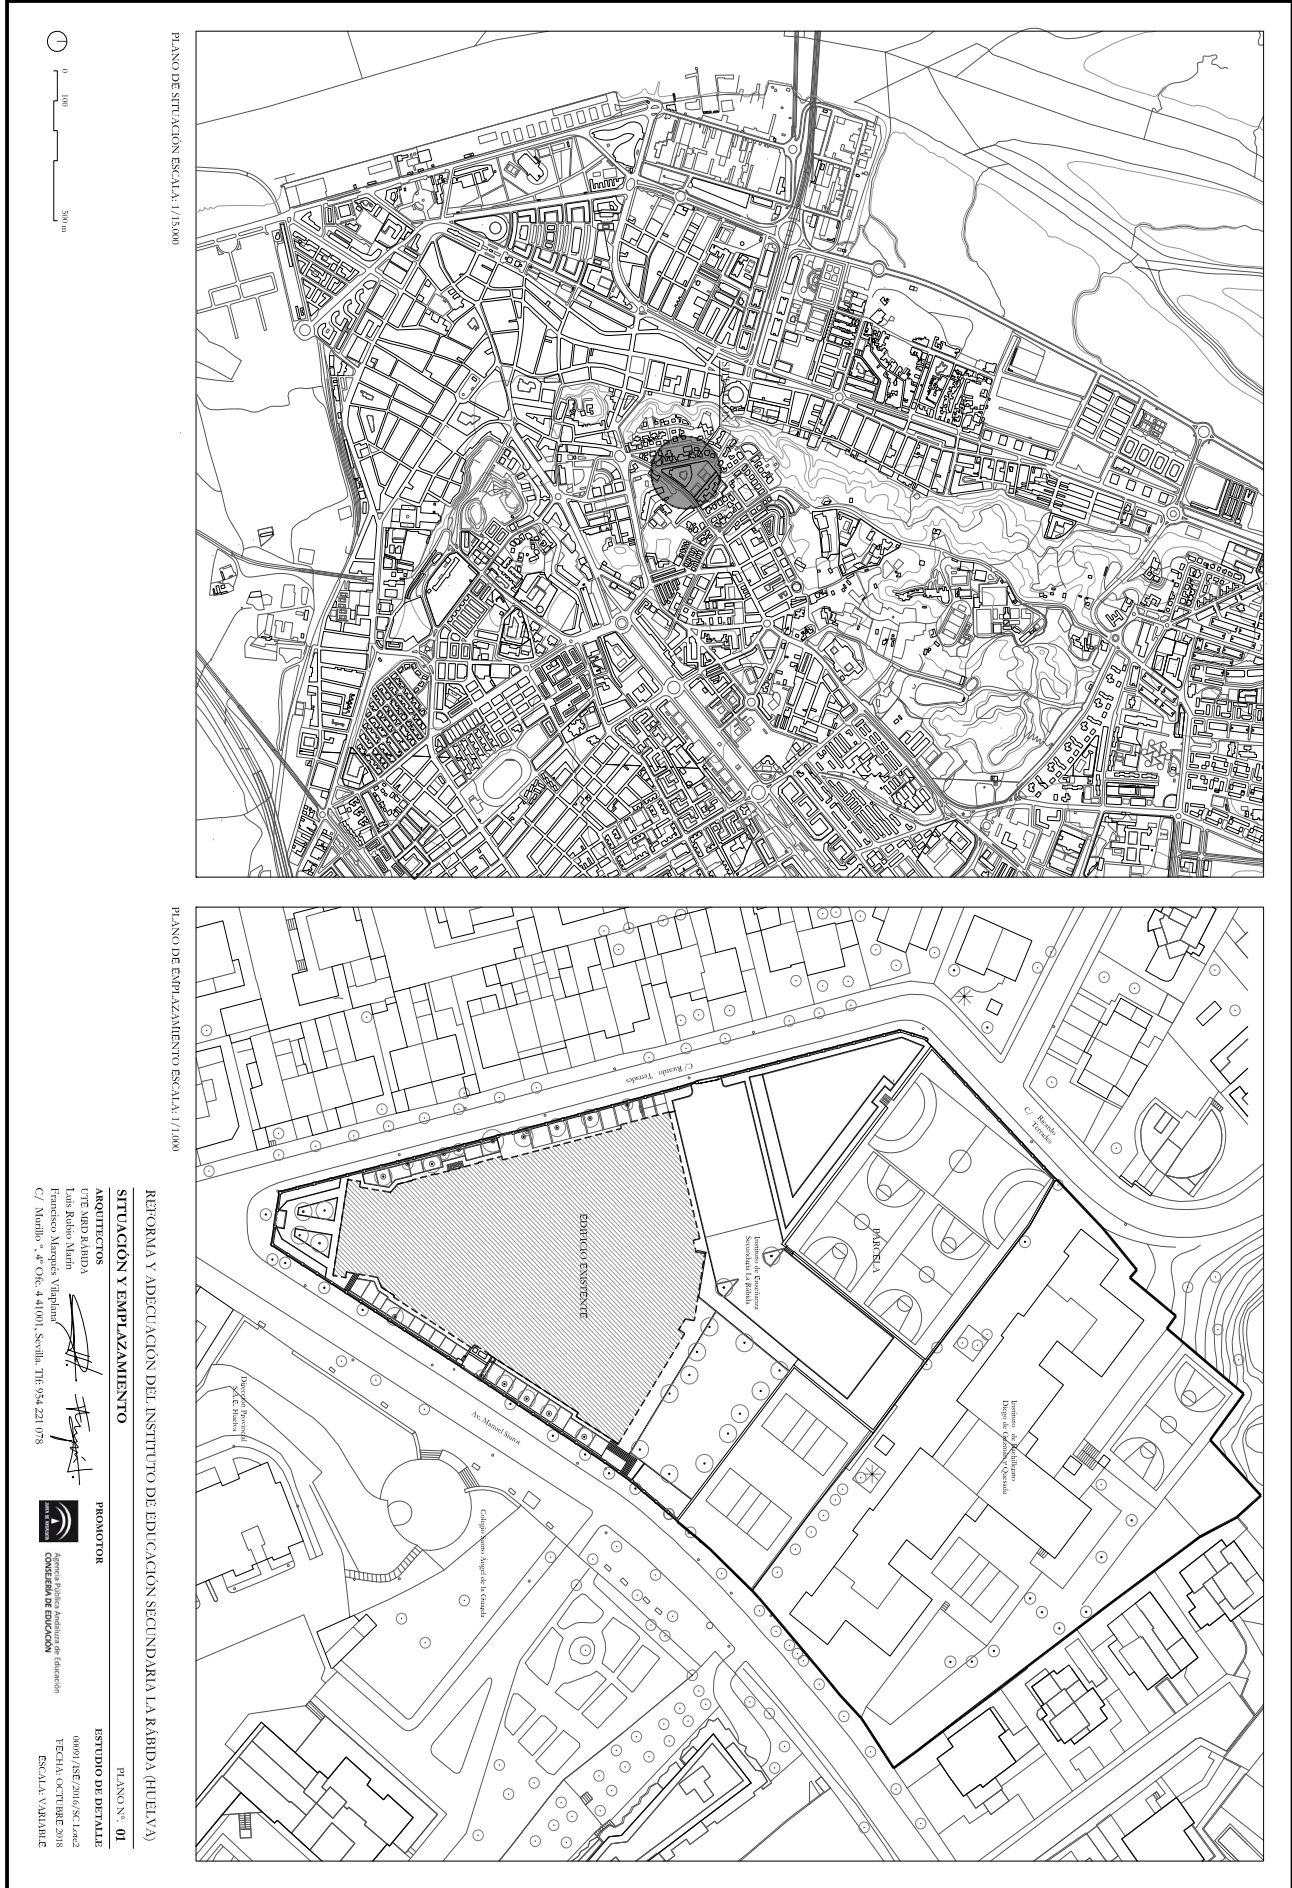 PLANO DE SITUACIÓN ESCALA: 1/15.000
0 100 500 m
PLANO DE EMPLAZAMIENTO ESCALA: 1/1.000
C/ Ricardo Terrades
C/ Ricardo
Terrades
PARCELA
EDIFICIO EXISTENTE
Instituto de Enseñanza
Secundaria La Rábida
Instituto de Bachillerato
Diego de Guzmán y Quesada
Av. Manuel Siurot
Dirección Provincial
S.A.E. Huelva
Colegio Santo Ángel de la Guarda
REFORMA Y ADECUACIÓN DEL INSTITUTO DE EDUCACIÓN SECUNDARIA LA RÁBIDA (HUELVA)
SITUACIÓN Y EMPLAZAMIENTO
PLANO Nº. 01
ARQUITECTOS
UTE MRD RÁBIDA
Luis Rubio Marín
Francisco Marqués Vilaplana
C/ Murillo nº, 4º Ofc. 4 41001, Sevilla. Tlf: 954 221 078
PROMOTOR
JUNTA DE ANDALUCIA
Agencia Pública Andaluza de Educación
CONSEJERÍA DE EDUCACIÓN
ESTUDIO DE DETALLE
00091/ISE/2016/SC Lote2
FECHA: OCTUBRE 2018
ESCALA: VARIABLE